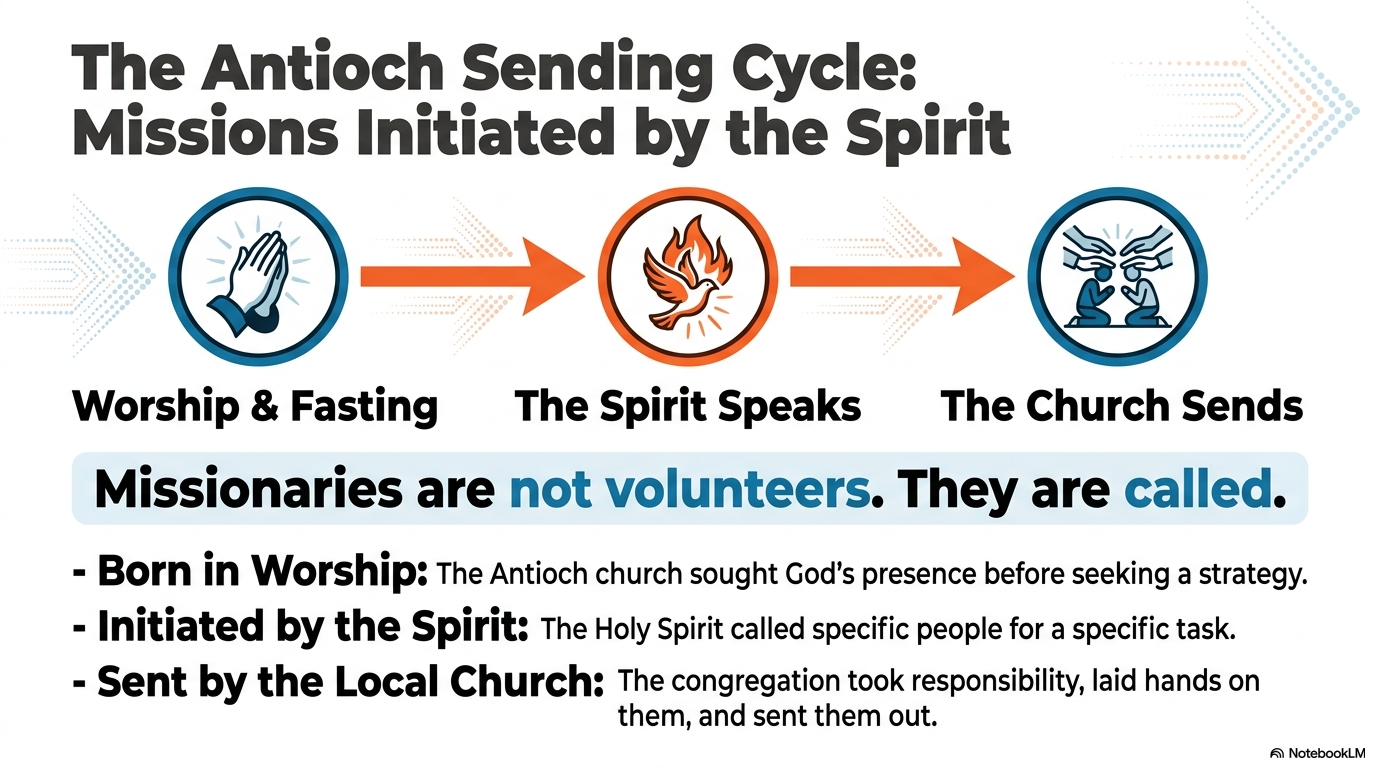 The Antioch Sending Cycle:
Missions Initiated by the Spirit
Worship & Fasting
The Spirit Speaks
The Church Sends
Missionaries are not volunteers. They are called.
- Born in Worship: The Antioch church sought God’s presence before seeking a strategy.
- Initiated by the Spirit: The Holy Spirit called specific people for a specific task.
- Sent by the Local Church: The congregation took responsibility, laid hands on
them, and sent them out.
NotebookLM